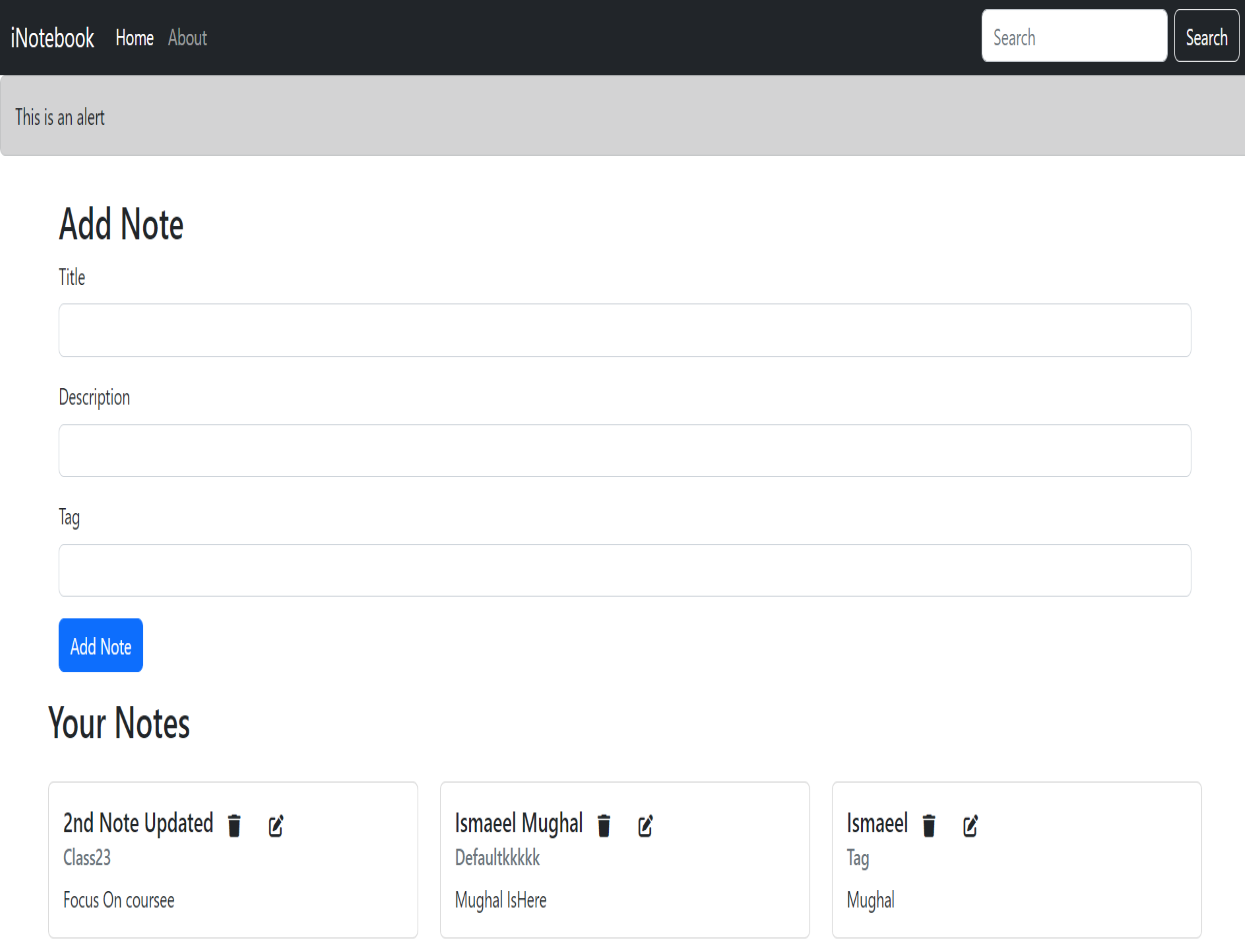 iNotebook Home About Search Search
This is an alert
Add Note
Title
Description
Tag
Add Note
Your Notes
2nd Note Updated
Class23
Focus On coursee
Ismaeel Mughal
Defaultkkkkk
Mughal IsHere
Ismaeel
Tag
Mughal